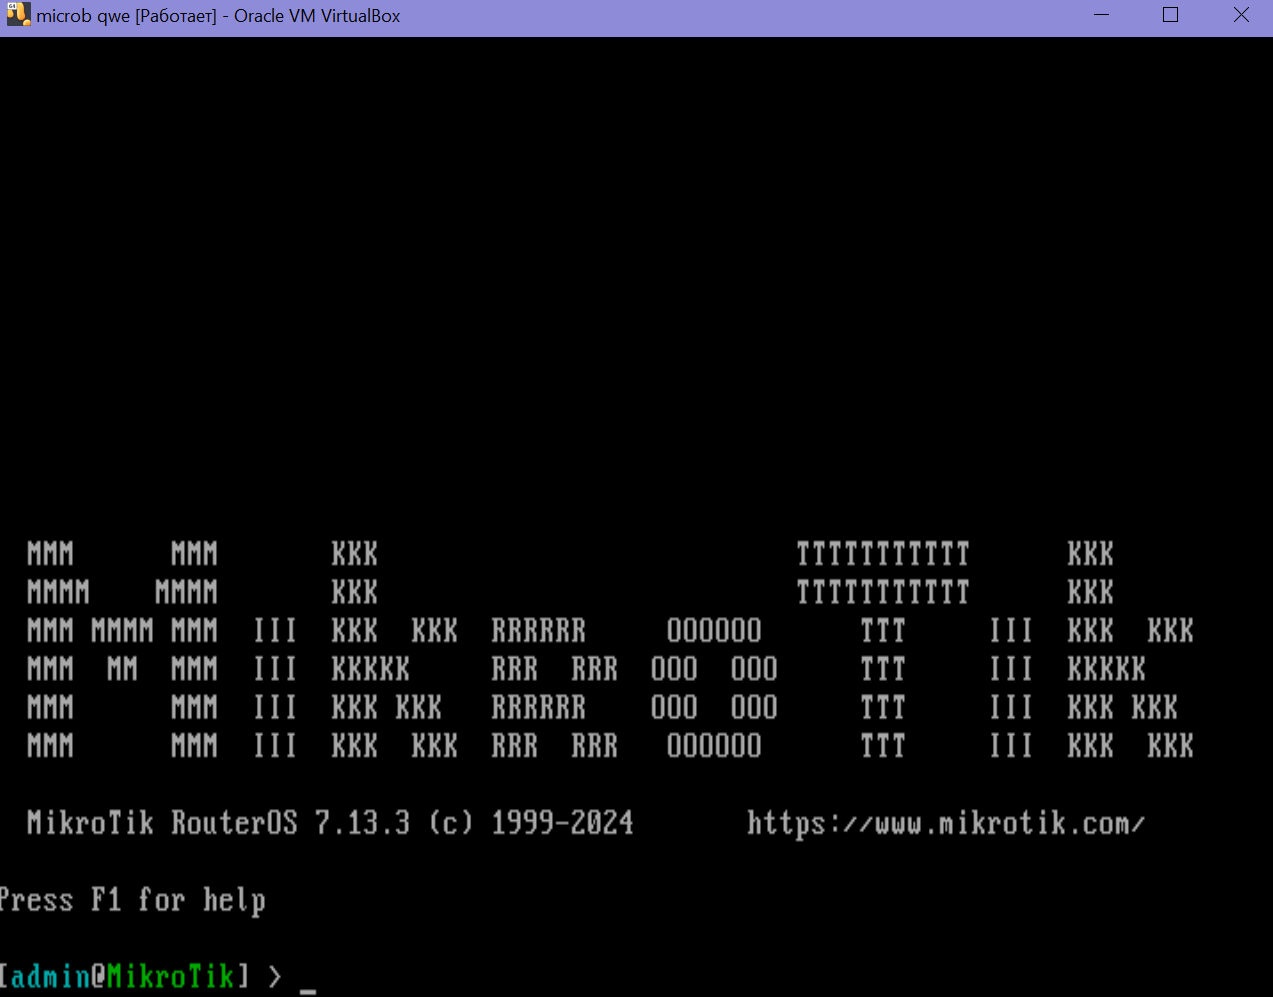 microb qwe [Работает] - Oracle VM VirtualBox
MMM      MMM       KKK                          TTTTTTTTTTT      KKK
MMMM    MMMM       KKK                          TTTTTTTTTTT      KKK
MMM MMMM MMM  III  KKK  KKK  RRRRRR     OOOOOO      TTT     III  KKK  KKK
MMM  MM  MMM  III  KKKKK     RRR  RRR  OOO  OOO     TTT     III  KKKKK
MMM      MMM  III  KKK KKK   RRRRRR    OOO  OOO     TTT     III  KKK KKK
MMM      MMM  III  KKK  KKK  RRR  RRR   OOOOOO      TTT     III  KKK  KKK
MikroTik RouterOS 7.13.3 (c) 1999-2024       https://www.mikrotik.com/
Press F1 for help
[admin@MikroTik] > _